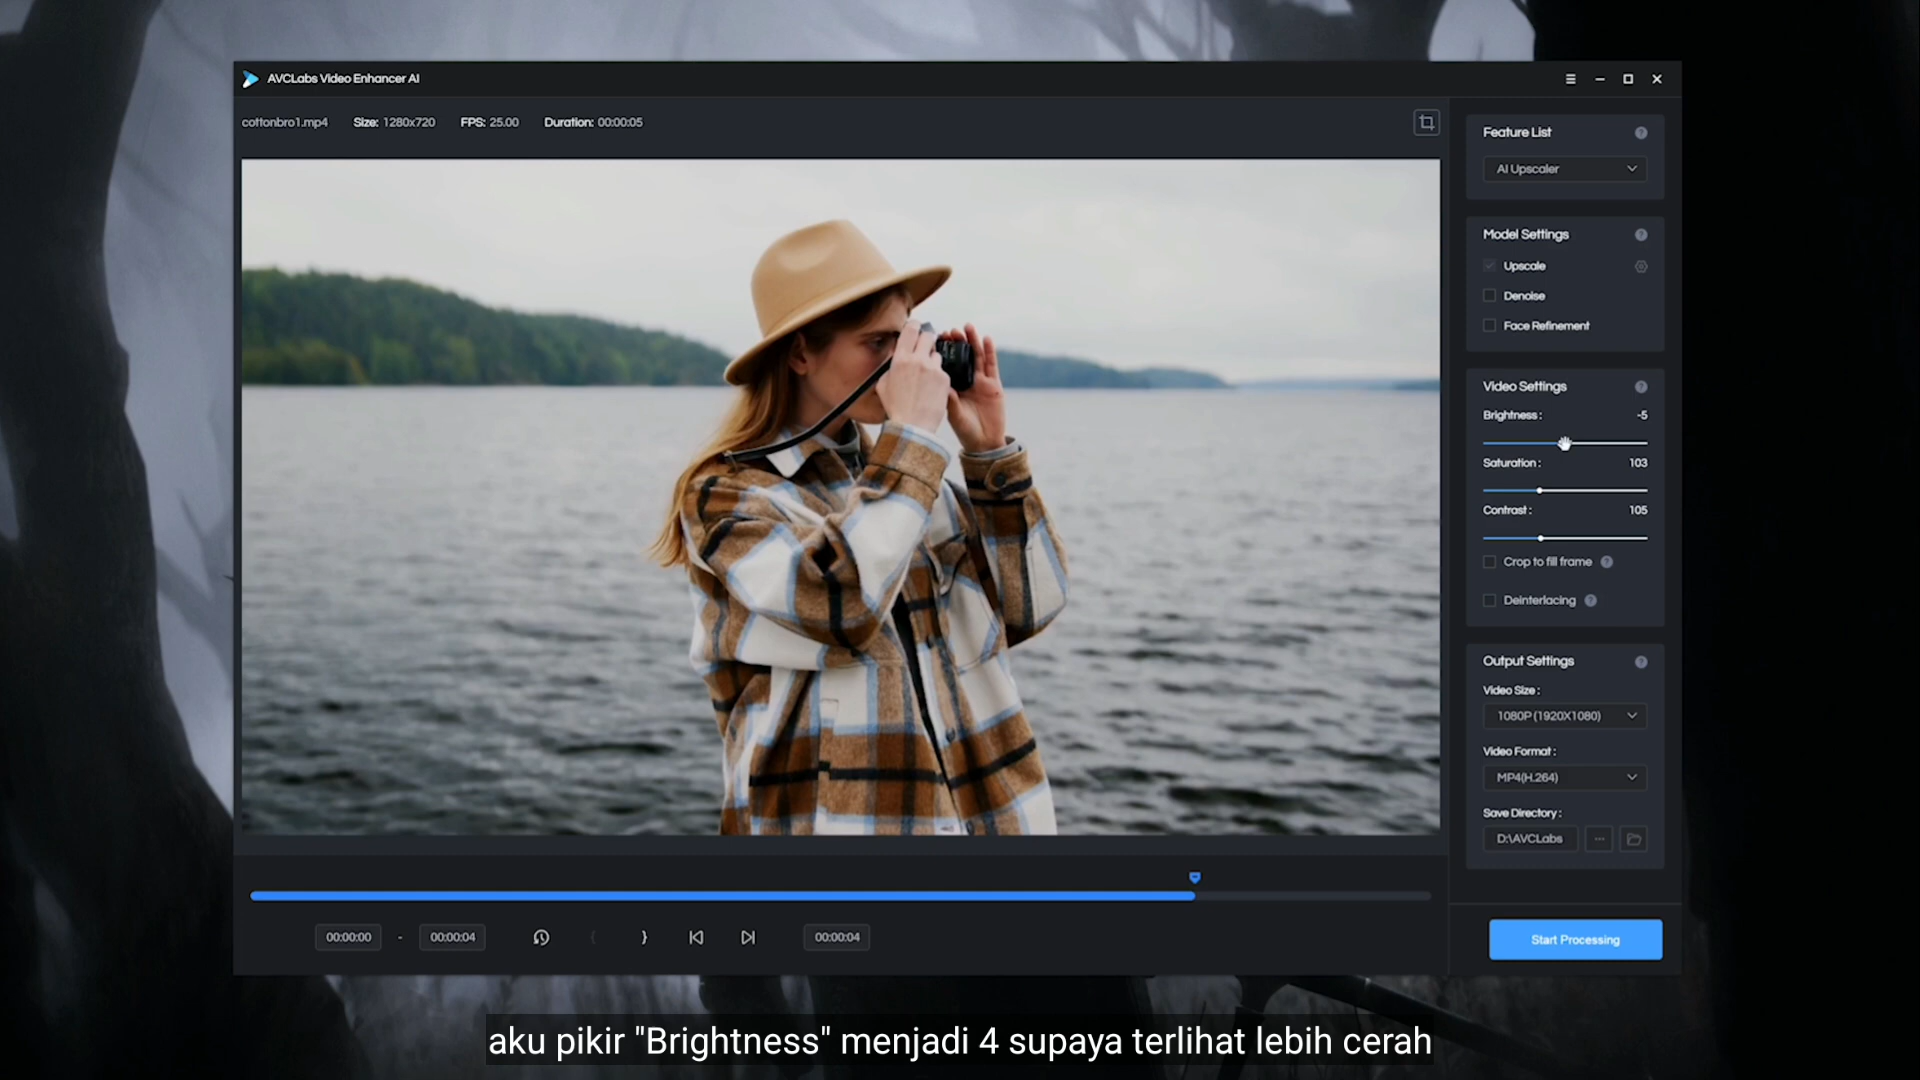 AVCLabs Video Enhancer AI
cottonbro1.mp4 Size: 1280x720 FPS: 25.00 Duration: 00:00:05
Feature List
AI Upscaler
Model Settings
Upscale
Denoise
Face Refinement
Video Settings
Brightness : -5
Saturation : 103
Contrast : 105
Crop to fill frame
Deinterlacing
Output Settings
Video Size :
1080P (1920X1080)
Video Format :
MP4(H.264)
Save Directory :
D:\AVCLabs ...
00:00:00 - 00:00:04 } 00:00:04
Start Processing
aku pikir "Brightness" menjadi 4 supaya terlihat lebih cerah